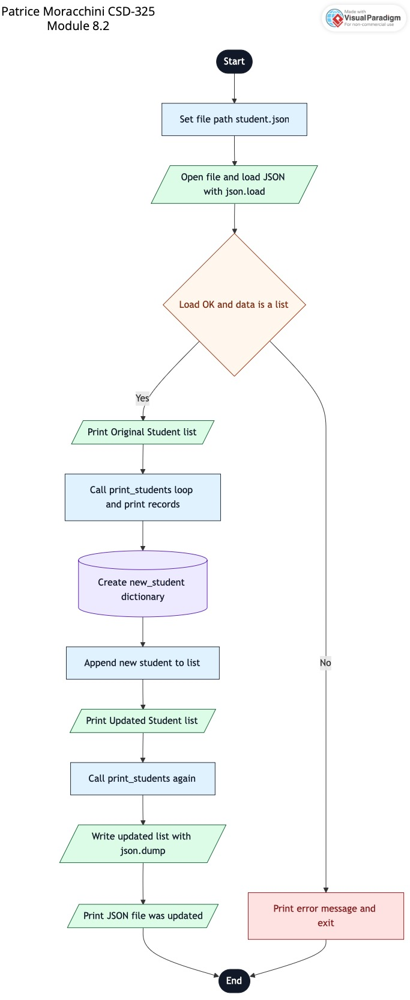 Patrice Moracchini CSD-325
Module 8.2
Made with
VisualParadigm
For non-commercial use
Start
Set file path student.json
Open file and load JSON
with json.load
Load OK and data is a list
Yes
Print Original Student list
Call print_students loop
and print records
Create new_student
dictionary
Append new student to list
No
Print Updated Student list
Call print_students again
Write updated list with
json.dump
Print JSON file was updated
Print error message and
exit
End